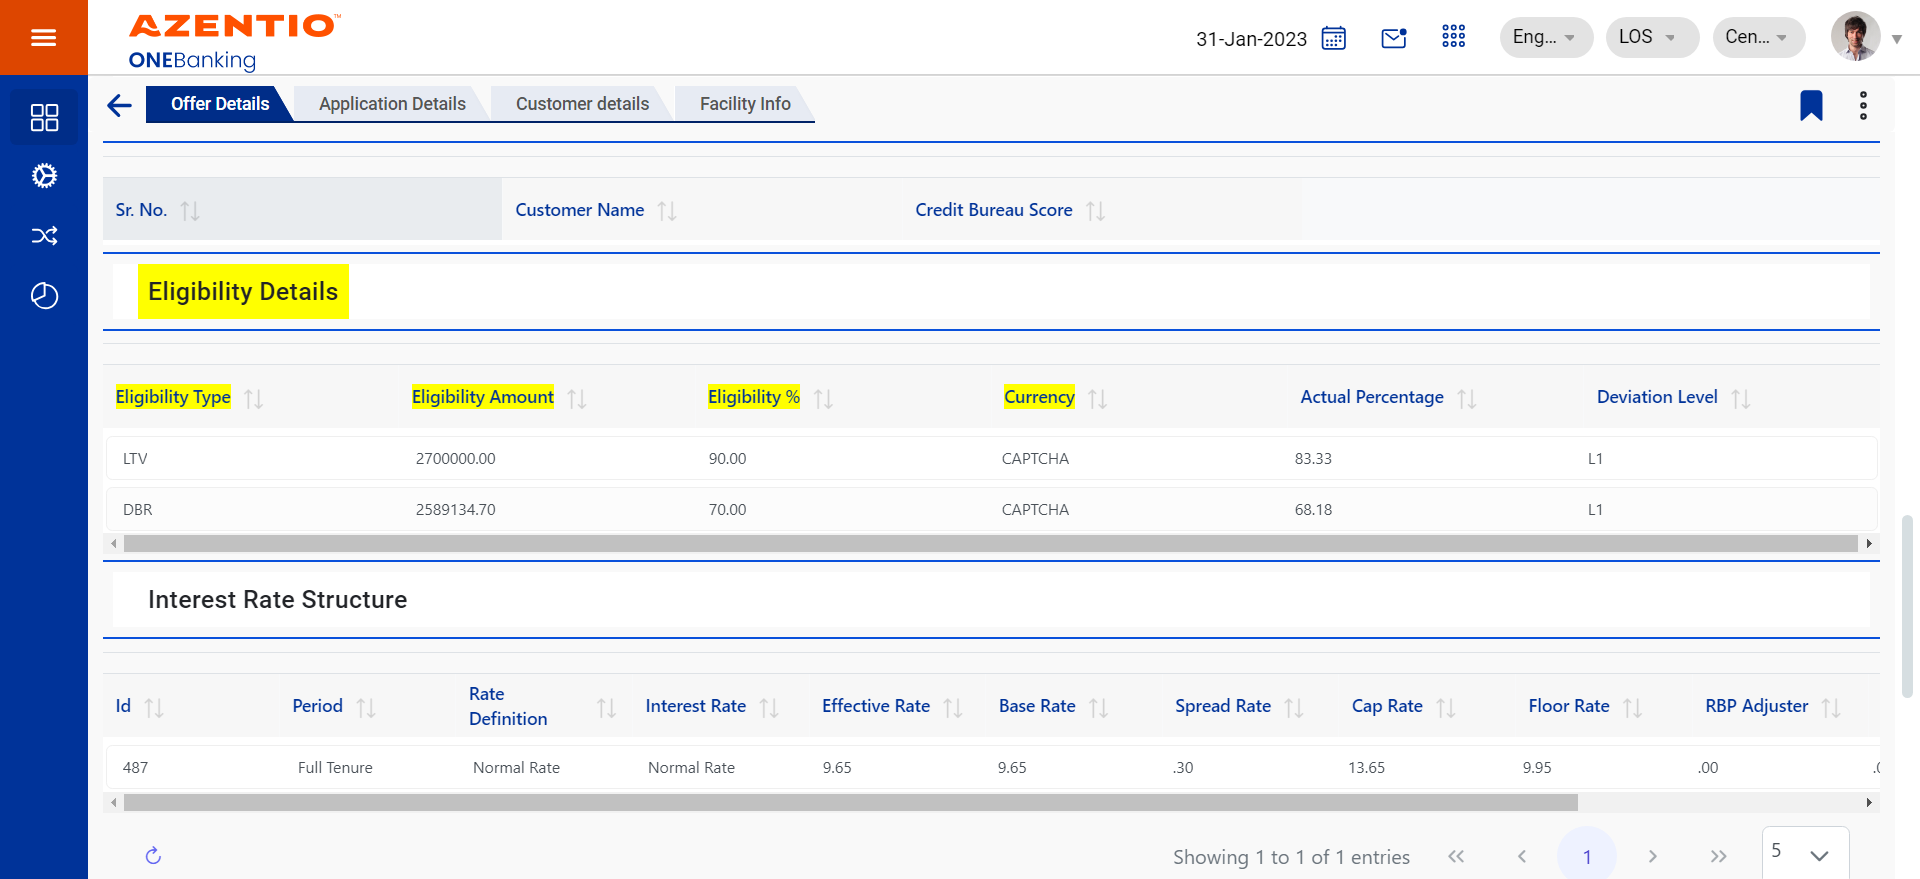 AZENTIO™
ONEBanking
31-Jan-2023
Eng...
LOS
Cen...
Offer Details
Application Details
Customer details
Facility Info
Sr. No. Customer Name Credit Bureau Score
Eligibility Details
Eligibility Type Eligibility Amount Eligibility % Currency Actual Percentage Deviation Level
LTV 2700000.00 90.00 CAPTCHA 83.33 L1
DBR 2589134.70 70.00 CAPTCHA 68.18 L1
Interest Rate Structure
Id Period Rate Definition Interest Rate Effective Rate Base Rate Spread Rate Cap Rate Floor Rate RBP Adjuster
487 Full Tenure Normal Rate Normal Rate 9.65 9.65 .30 13.65 9.95 .00
Showing 1 to 1 of 1 entries
1
5